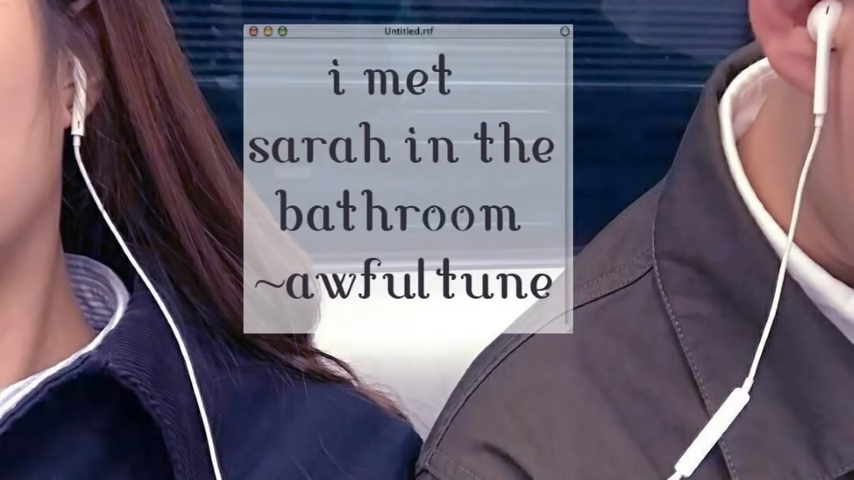 Untitled.rtf
i met
sarah in the
bathroom
~awfultune